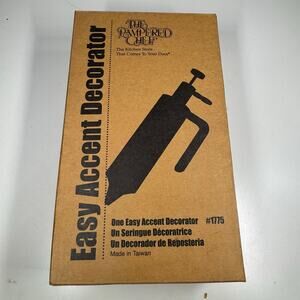 THE
PAMPERED
CHEF
The Kitchen Store
That Comes To Your Door®
Easy Accent Decorator
One Easy Accent Decorator #1775
Un Seringue Décoratrice
Un Decorador de Reposteria
Made in Taiwan